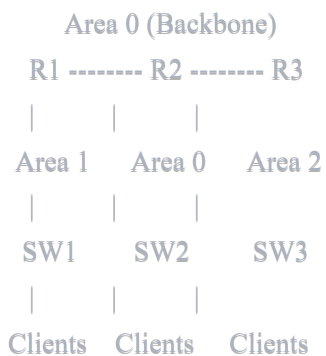 Area 0 (Backbone)
R1 -------- R2 -------- R3
| | |
Area 1 Area 0 Area 2
| | |
SW1 SW2 SW3
| | |
Clients Clients Clients